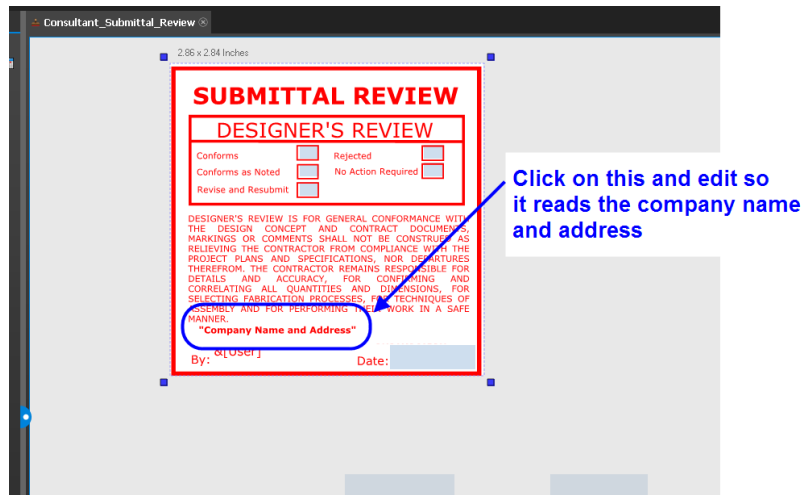 Consultant_Submittal_Review
2.86 x 2.84 Inches
SUBMITTAL REVIEW
DESIGNER'S REVIEW
Conforms
Rejected
Conforms as Noted
No Action Required
Revise and Resubmit
Click on this and edit so
it reads the company name
and address
DESIGNER'S REVIEW IS FOR GENERAL CONFORMANCE WITH
THE DESIGN CONCEPT AND CONTRACT DOCUMENTS,
MARKINGS OR COMMENTS SHALL NOT BE CONSTRUED AS
RELIEVING THE CONTRACTOR FROM COMPLIANCE WITH THE
PROJECT PLANS AND SPECIFICATIONS, NOR DEPARTURES
THEREFROM. THE CONTRACTOR REMAINS RESPONSIBLE FOR
DETAILS AND ACCURACY, FOR CONFIRMING AND
CORRELATING ALL QUANTITIES AND DIMENSIONS, FOR
SELECTING FABRICATION PROCESSES, FOR TECHNIQUES OF
ASSEMBLY AND FOR PERFORMING THEIR WORK IN A SAFE
MANNER.
"Company Name and Address"
By: &[User]
Date: